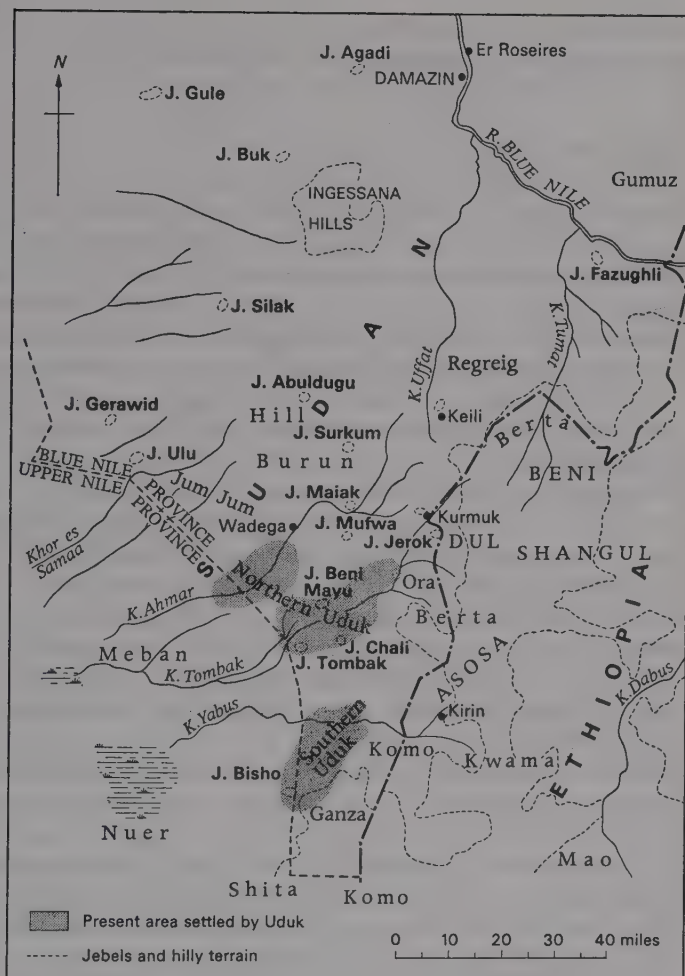 N
J. Agadi
Er Roseires
DAMAZIN
J. Gule
J. Buk
R. BLUE NILE
Gumuz
INGESSANA
HILLS
J. Fazughli
J. Silak
K.Uffat
K.Tumat
Regreig
SUDAN
J. Abuldugu
Hill
J. Gerawid
Keili
Berta
J. Surkum
BENI
J. Ulu
Burun
BLUE NILE
UPPER NILE
PROVINCE
PROVINCE
Jum Jum
J. Maiak
Wadega
J. Mufwa
Kurmuk
J. Jerok
DUL
SHANGUL
Khor es
Samaa
J. Beni
Mayu
Ora
Northern Uduk
K.Ahmar
Berta
Meban
J. Chali
J. Tombak
K.Tombak
ASOSA
ETHIOPIA
K.Dabus
Kirin
K.Yabus
Southern
Uduk
Komo
Kwama
J. Bisho
Ganza
Nuer
Mao
Shita
Komo
Present area settled by Uduk
Jebels and hilly terrain
0 10 20 30 40 miles